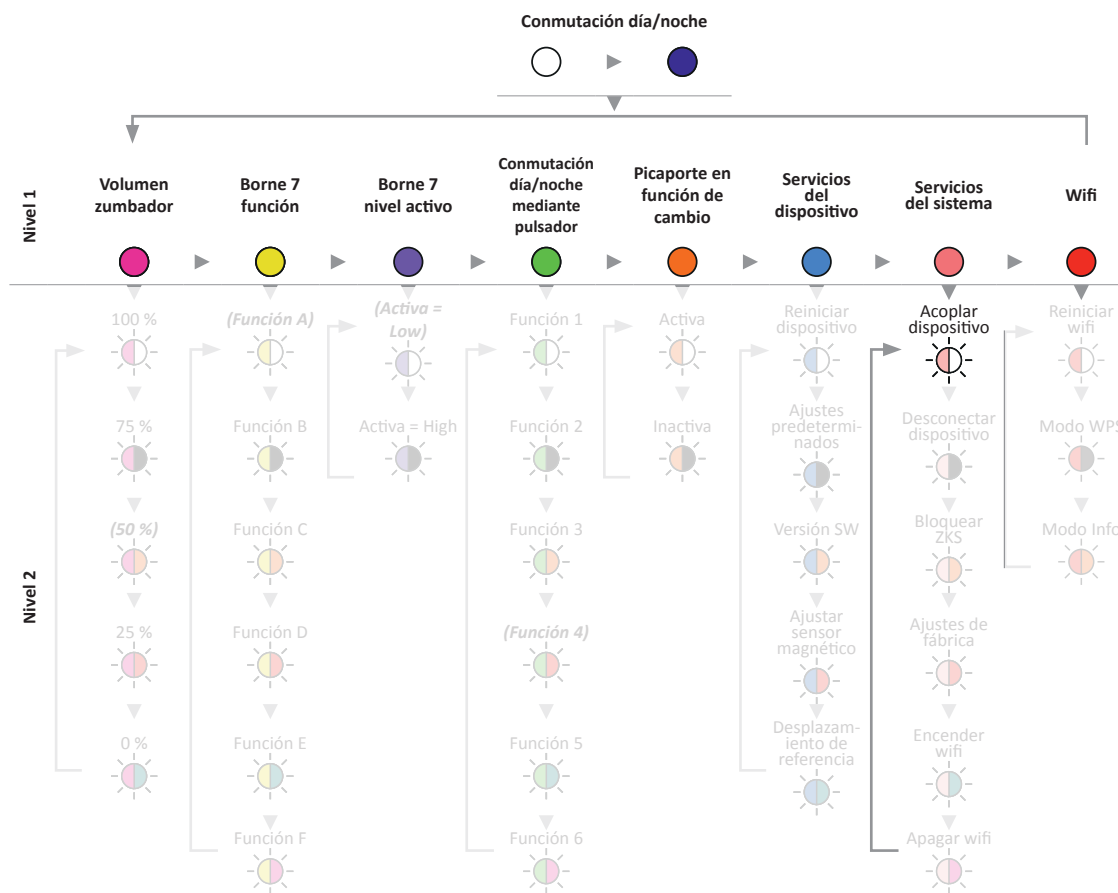 Conmutación día/noche
Nivel 1
Volumen
zumbador
Borne 7
función
Borne 7
nivel activo
Conmutación
día/noche
mediante
pulsador
Picaporte en
función de
cambio
Servicios
del
dispositivo
Servicios
del sistema
Wifi
Nivel 2
100 %
75 %
(50 %)
25 %
0 %
(Función A)
Función B
Función C
Función D
Función E
Función F
(Activa =
Low)
Activa = High
Función 1
Función 2
Función 3
(Función 4)
Función 5
Función 6
Activa
Inactiva
Reiniciar
dispositivo
Ajustes
predetermi-
nados
Versión SW
Ajustar
sensor
magnético
Desplazam-
iento de
referencia
Acoplar
dispositivo
Desconectar
dispositivo
Bloquear
ZKS
Ajustes de
fábrica
Encender
wifi
Apagar wifi
Reiniciar
wifi
Modo WPS
Modo Info